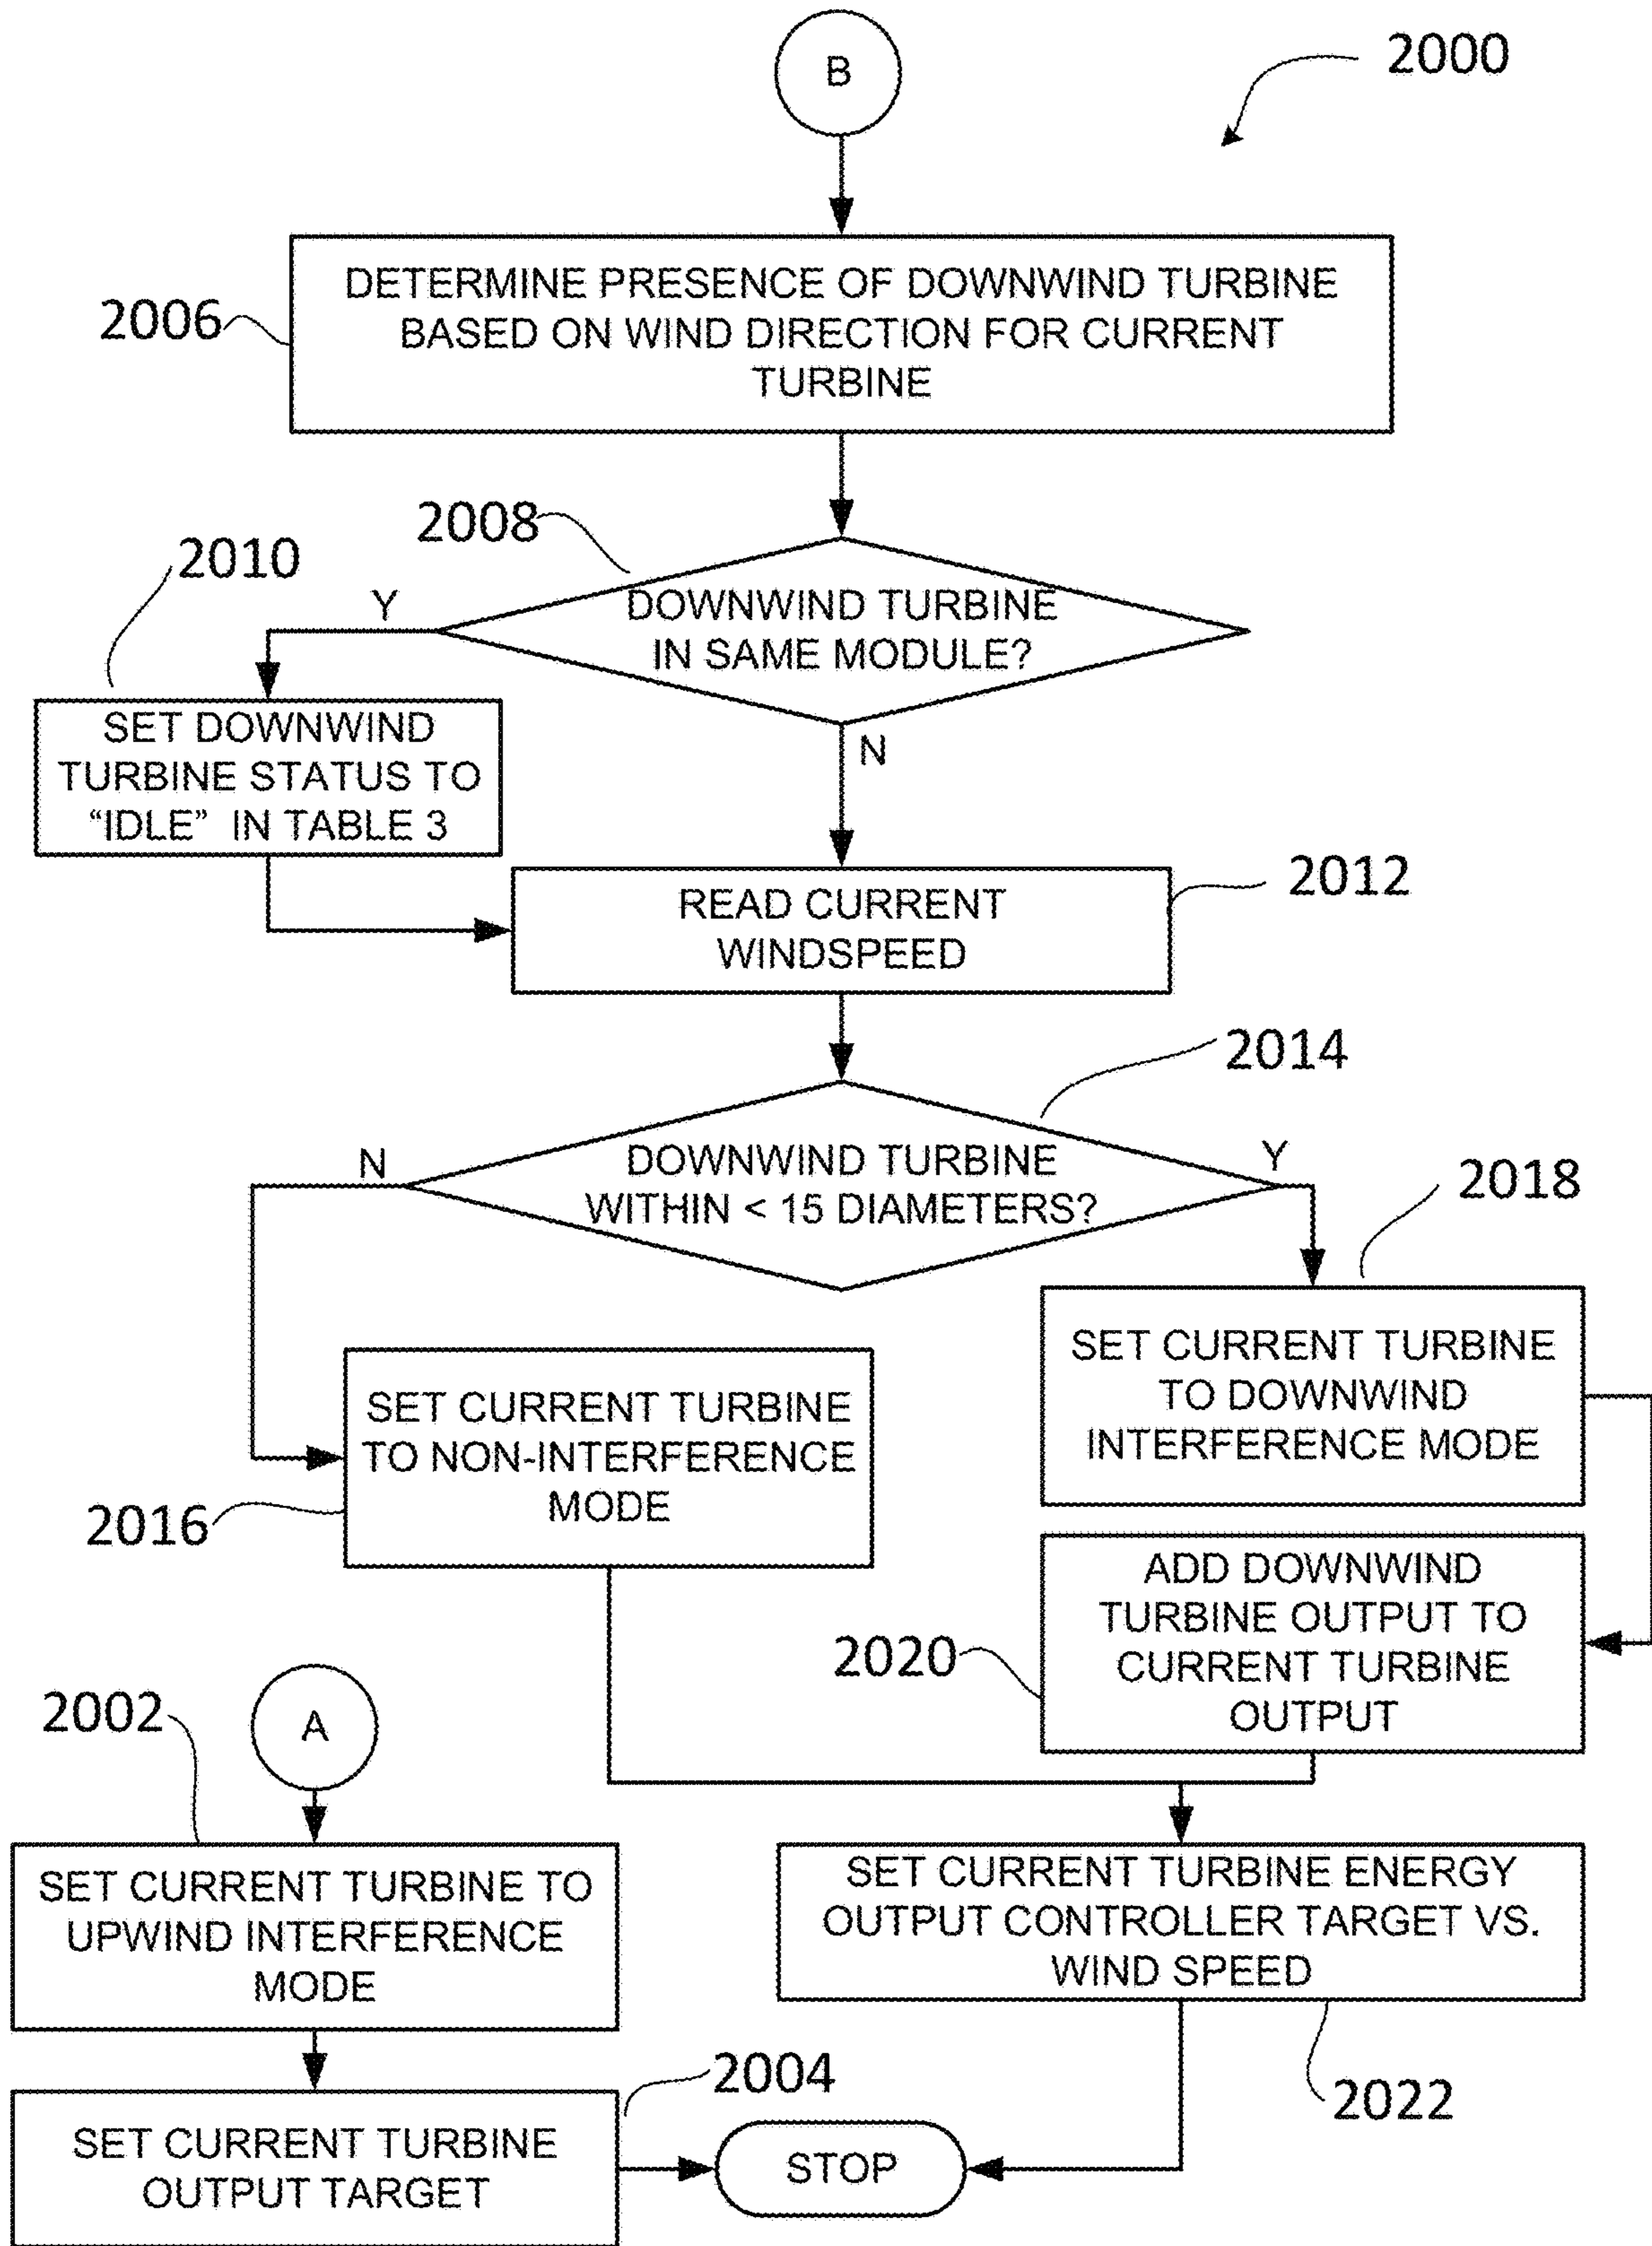 B
2000
DETERMINE PRESENCE OF DOWNWIND TURBINE
BASED ON WIND DIRECTION FOR CURRENT
TURBINE
2006
2008
DOWNWIND TURBINE
IN SAME MODULE?
Y
N
2010
SET DOWNWIND
TURBINE STATUS TO
“IDLE” IN TABLE 3
READ CURRENT
WINDSPEED
2012
2014
DOWNWIND TURBINE
WITHIN < 15 DIAMETERS?
N
Y
2018
SET CURRENT TURBINE
TO DOWNWIND
INTERFERENCE MODE
SET CURRENT TURBINE
TO NON-INTERFERENCE
MODE
2016
ADD DOWNWIND
TURBINE OUTPUT TO
CURRENT TURBINE
OUTPUT
2020
2002
A
SET CURRENT TURBINE TO
UPWIND INTERFERENCE
MODE
SET CURRENT TURBINE ENERGY
OUTPUT CONTROLLER TARGET VS.
WIND SPEED
2022
2004
SET CURRENT TURBINE
OUTPUT TARGET
STOP